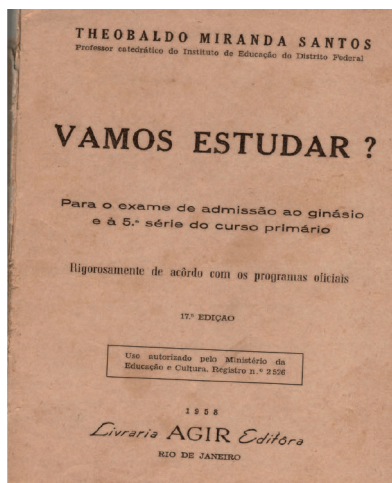 THEOBALDO MIRANDA SANTOS
Professor catedrático do Instituto de Educação do Distrito Federal
VAMOS ESTUDAR ?
Para o exame de admissão ao ginásio
e á 5.ª série do curso primário
Rigorosamente de acôrdo com os programas oficiais
17.ª EDIÇÃO
Uso autorizado pelo Ministério da
Educação e Cultura. Registro n.º 2526
1958
Livraria AGIR Editôra
RIO DE JANEIRO